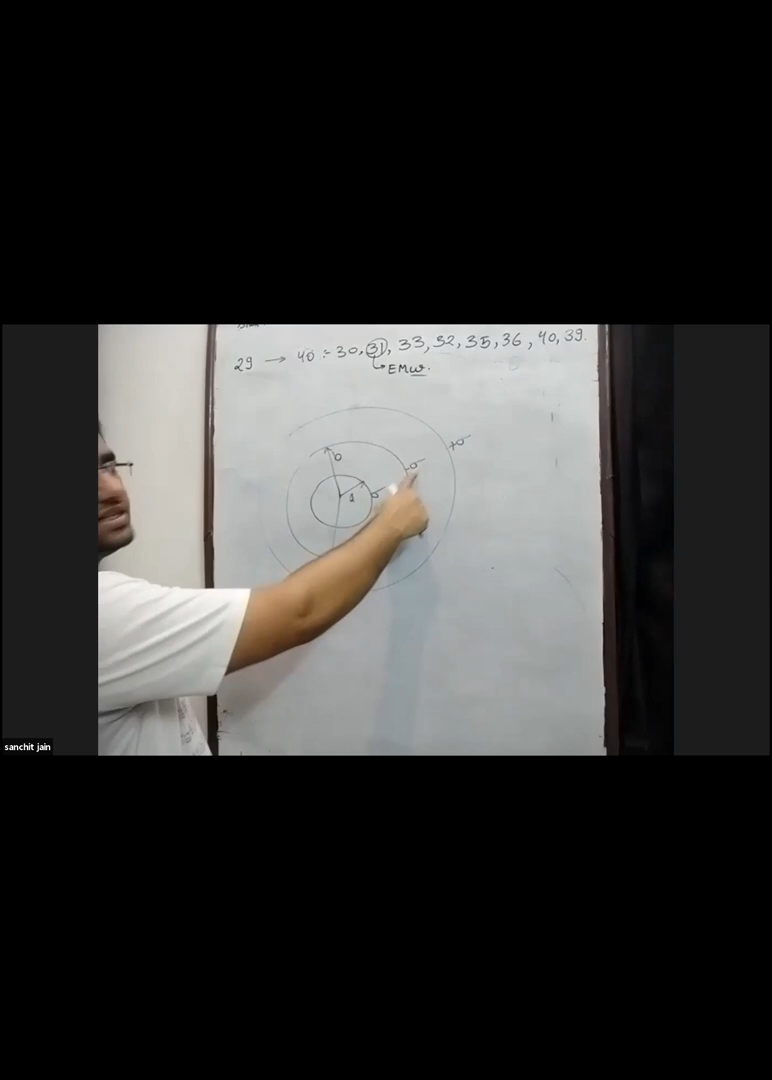 29 → 40 :- 30, 31, 33, 32, 35, 36, 40, 39.
EMW.
b
a
σ
-σ
+σ
sanchit jain